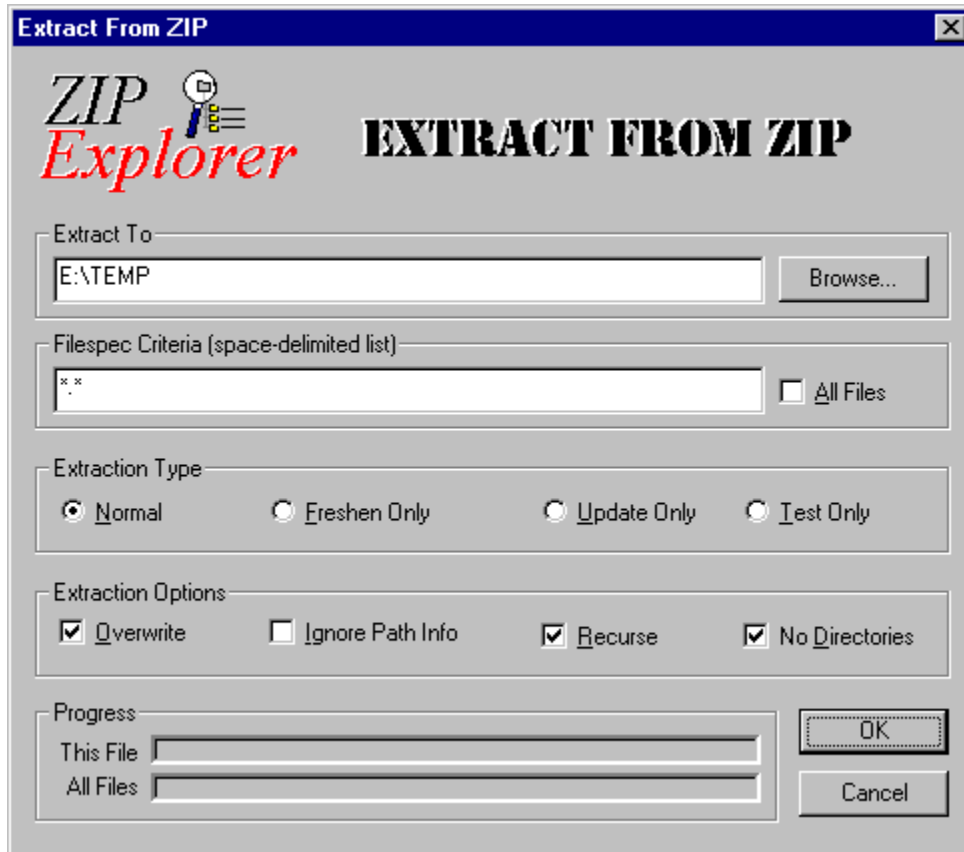 Extract From ZIP
ZIP
Explorer
EXTRACT FROM ZIP
Extract To
E:\TEMP
Browse...
Filespec Criteria (space-delimited list)
*.*
All Files
Extraction Type
Normal Freshen Only Update Only Test Only
Extraction Options
Overwrite Ignore Path Info Recurse No Directories
Progress
This File
All Files
OK
Cancel